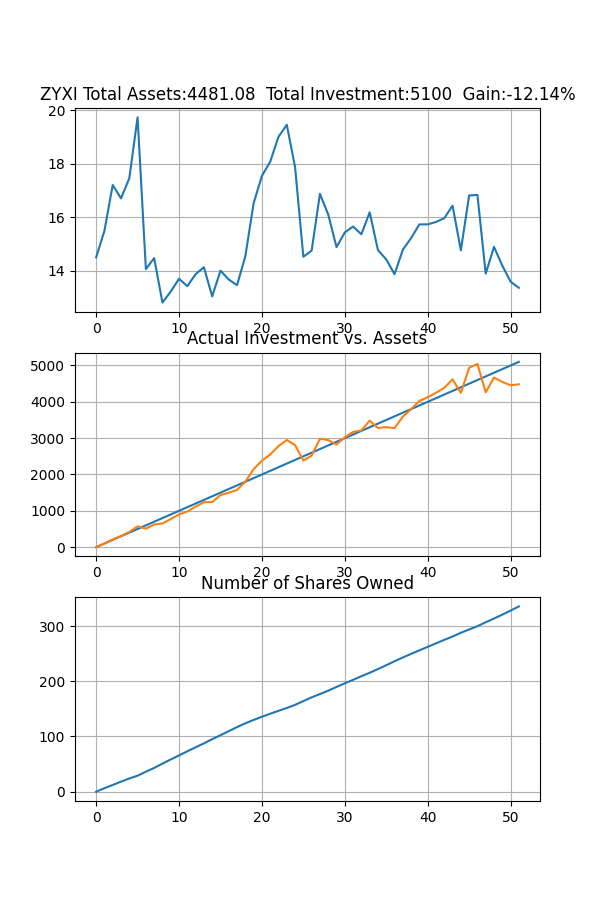 ZYXI Total Assets:4481.08  Total Investment:5100  Gain:-12.14%
20
18
16
14
0 10 20 30 40 50
Actual Investment vs. Assets
5000
4000
3000
2000
1000
0
0 10 20 30 40 50
Number of Shares Owned
300
200
100
0
0 10 20 30 40 50